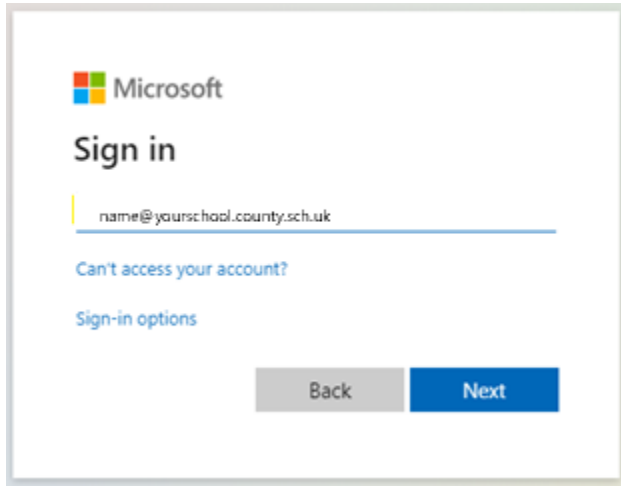 Microsoft
Sign in
name@yourschool.county.sch.uk
Can't access your account?
Sign-in options
Back Next